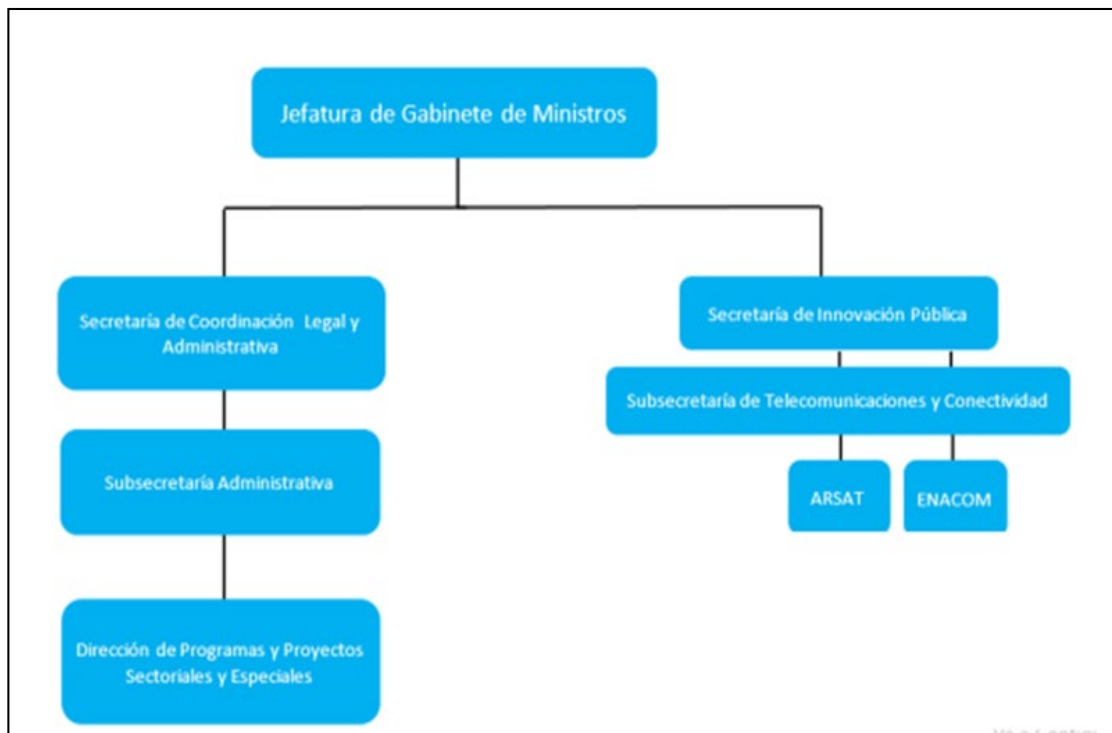 Jefatura de Gabinete de Ministros
Secretaría de Coordinación Legal y
Administrativa
Subsecretaría Administrativa
Dirección de Programas y Proyectos
Sectoriales y Especiales
Secretaría de Innovación Pública
Subsecretaría de Telecomunicaciones y Conectividad
ARSAT
ENACOM